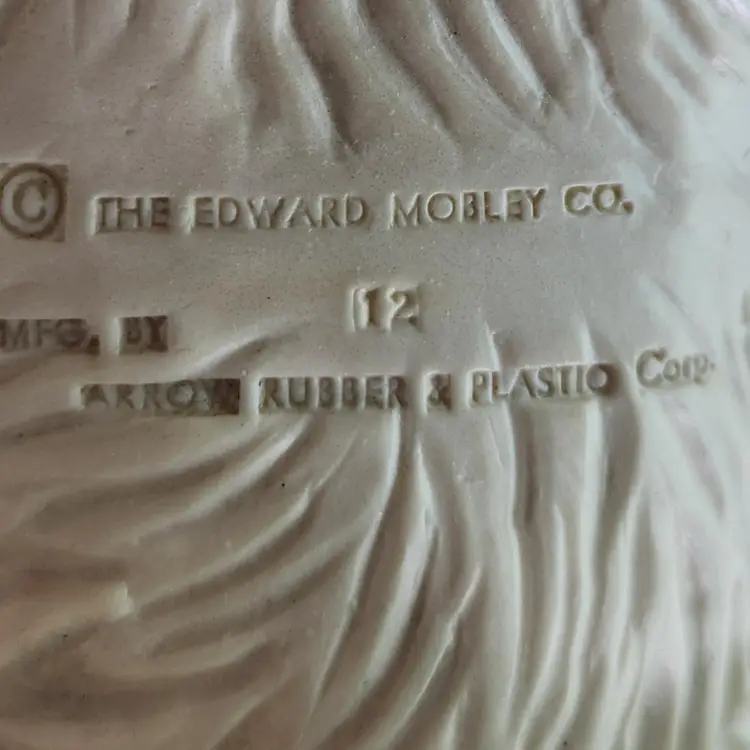 © THE EDWARD MOBLEY CO.
12
MFG. BY
ARROW RUBBER & PLASTIC Corp.